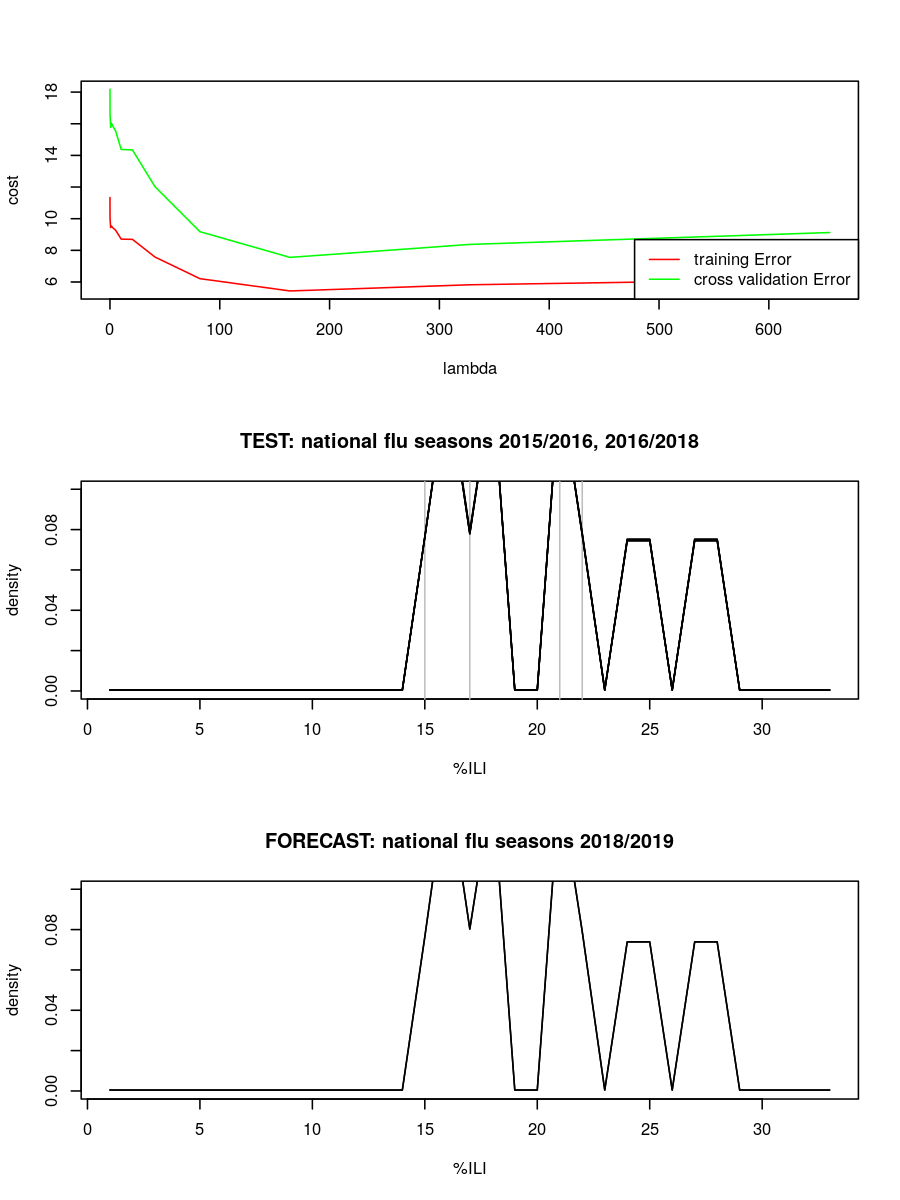 18
14
10
8
6
cost
training Error
cross validation Error
0 100 200 300 400 500 600
lambda
TEST: national flu seasons 2015/2016, 2016/2018
0.08
0.04
0.00
density
0 5 10 15 20 25 30
%ILI
FORECAST: national flu seasons 2018/2019
0.08
0.04
0.00
density
0 5 10 15 20 25 30
%ILI